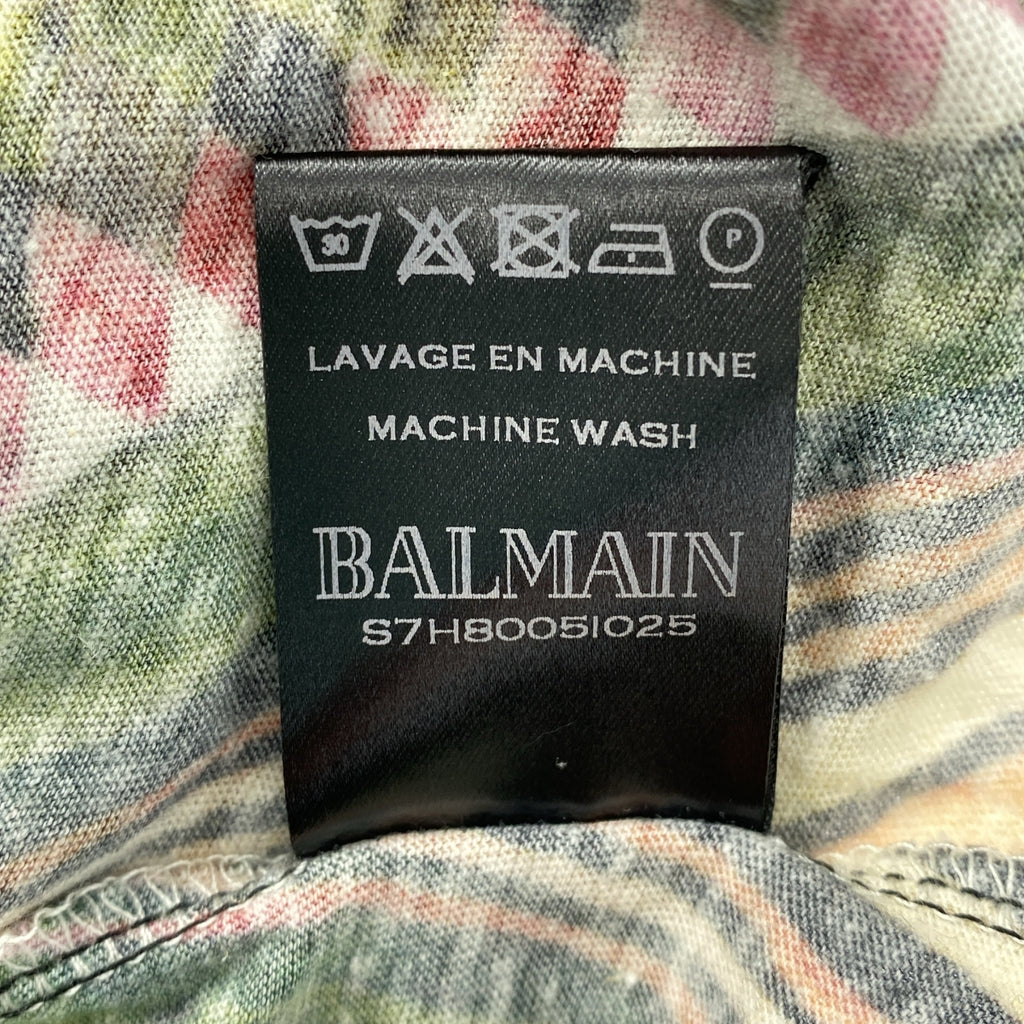 30
P
LAVAGE EN MACHINE
MACHINE WASH
BALMAIN
S7H8005I025